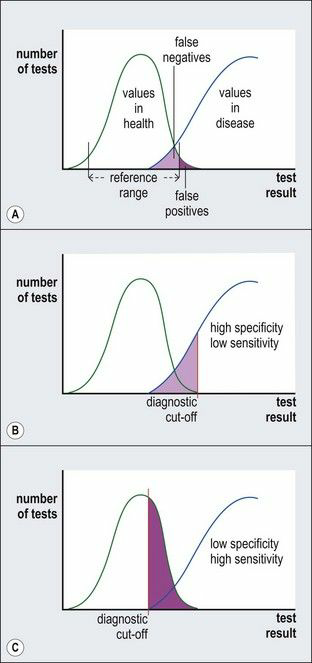 number
of tests
false
negatives
values
in
health
values
in
disease
reference
range
test
result
false
positives
A
number
of tests
high specificity
low sensitivity
diagnostic
cut-off
test
result
B
number
of tests
low specificity
high sensitivity
diagnostic
cut-off
test
result
C